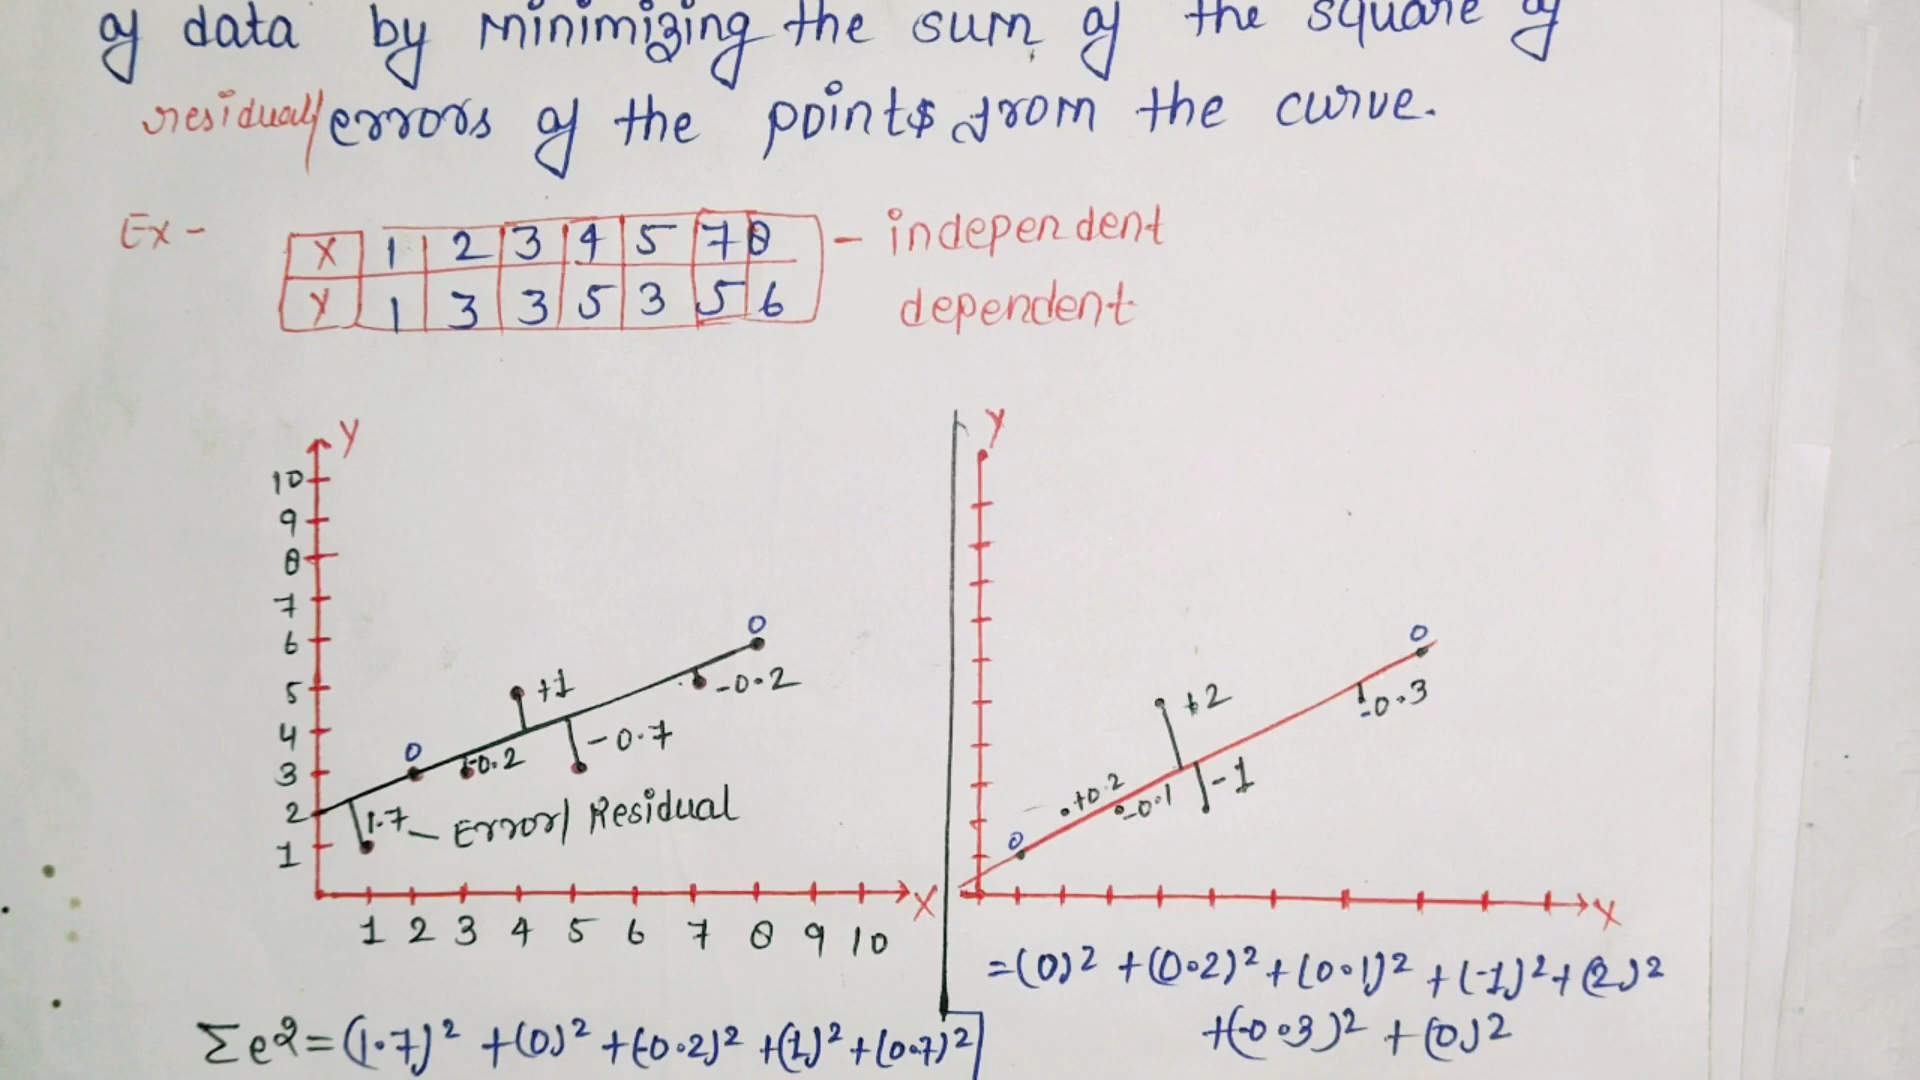 of data by minimizing the sum of the square of
residual/errors of the points from the curve.
Ex -
X 1 2 3 4 5 7 8 - independent
Y 1 3 3 5 3 5 6 dependent
Y
10
9
8
7
6
5
4
3
2
1
0
+1
-0.2
0
-0.2
-0.7
1.7 - Error/ Residual
X
1 2 3 4 5 6 7 8 9 10
Σe2 = (1.7)2 + (0)2 + (-0.2)2 + (1)2 + (0.7)2
Y
0
+2
-0.3
+0.2
-0.1
-1
0
X
= (0)2 + (0.2)2 + (0.1)2 + (-1)2 + (2)2
+ (-0.3)2 + (0)2